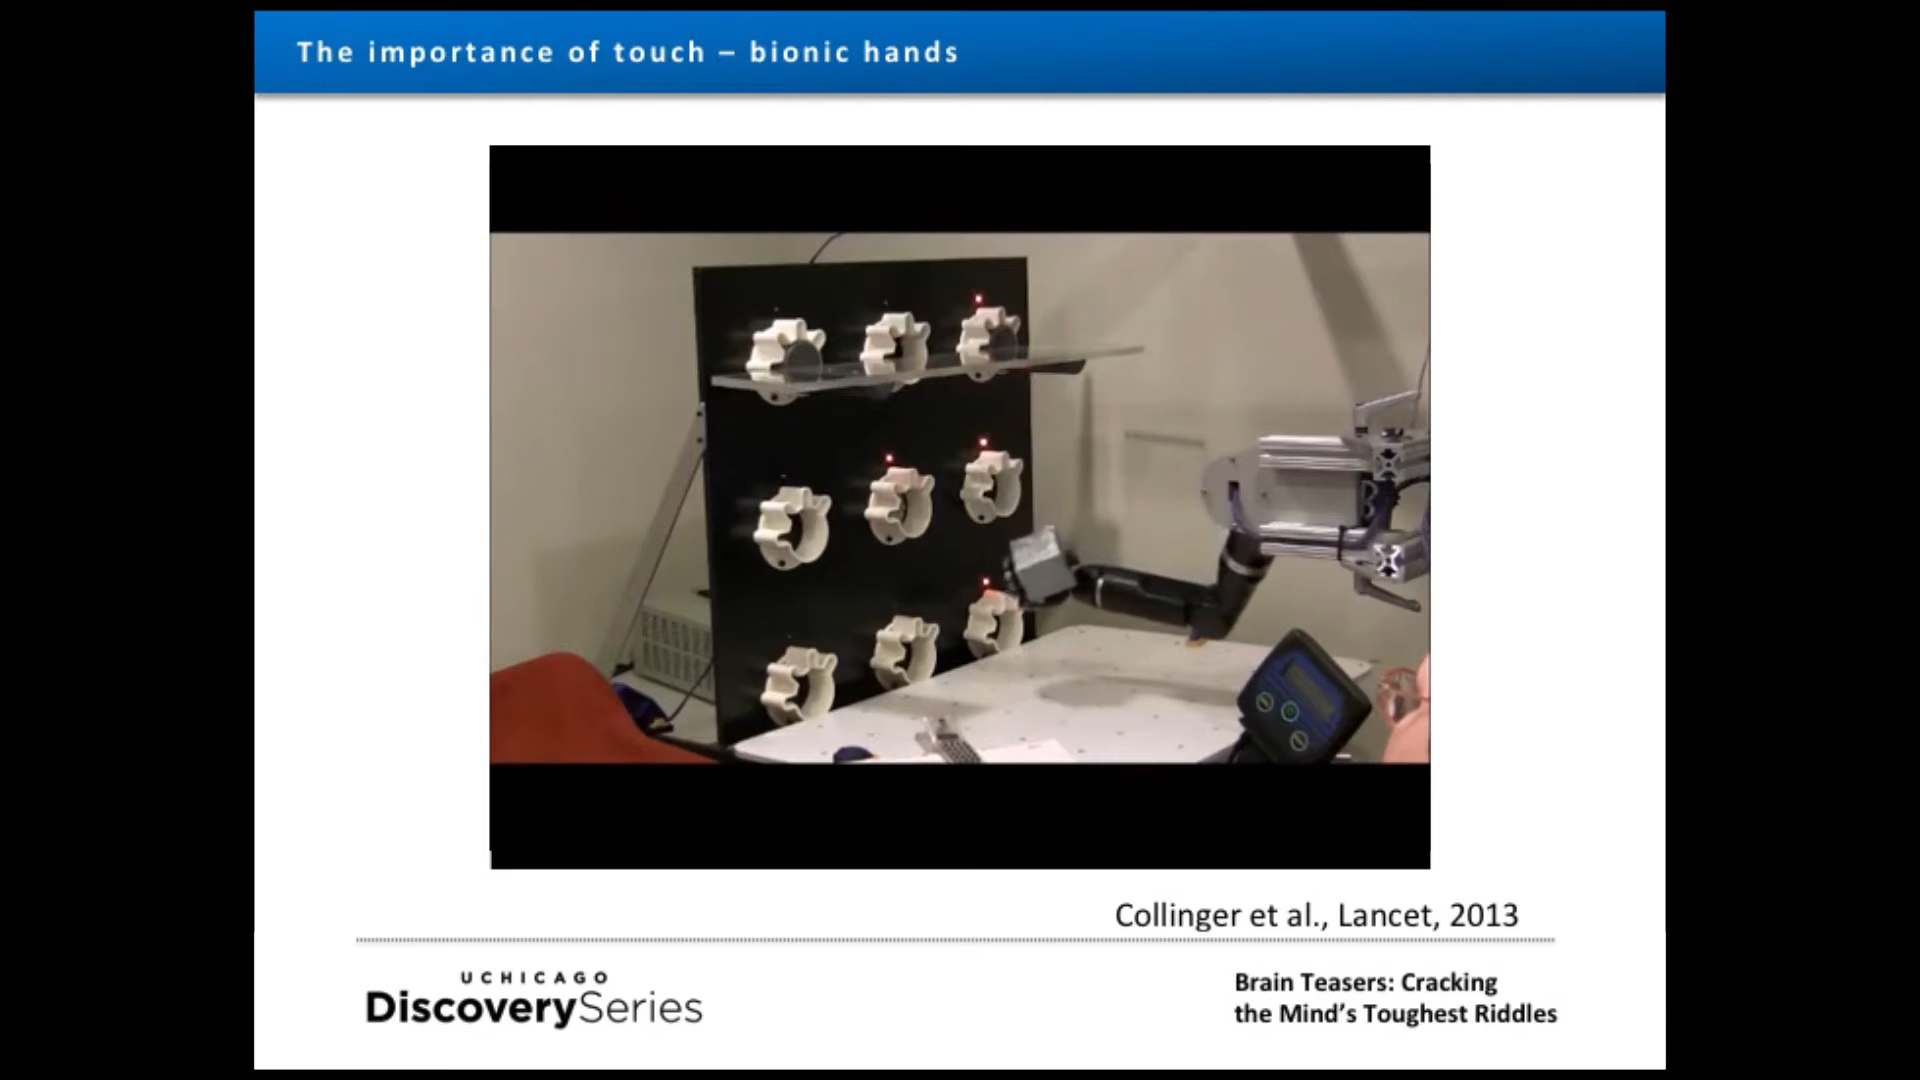 The importance of touch – bionic hands
Collinger et al., Lancet, 2013
UCHICAGO
DiscoverySeries
Brain Teasers: Cracking
the Mind's Toughest Riddles